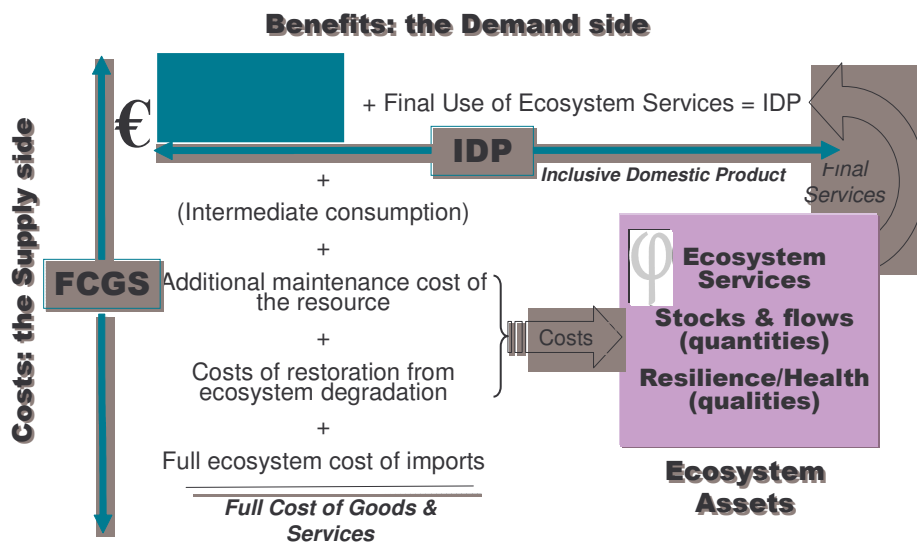 Benefits: the Demand side
€
+ Final Use of Ecosystem Services = IDP
IDP
Inclusive Domestic Product
Final
Services
Costs: the Supply side
FCGS
+
(Intermediate consumption)
+
Additional maintenance cost of
the resource
+
Costs of restoration from
ecosystem degradation
+
Full ecosystem cost of imports
Full Cost of Goods &
Services
Costs
φ
Ecosystem
Services
Stocks & flows
(quantities)
Resilience/Health
(qualities)
Ecosystem
Assets